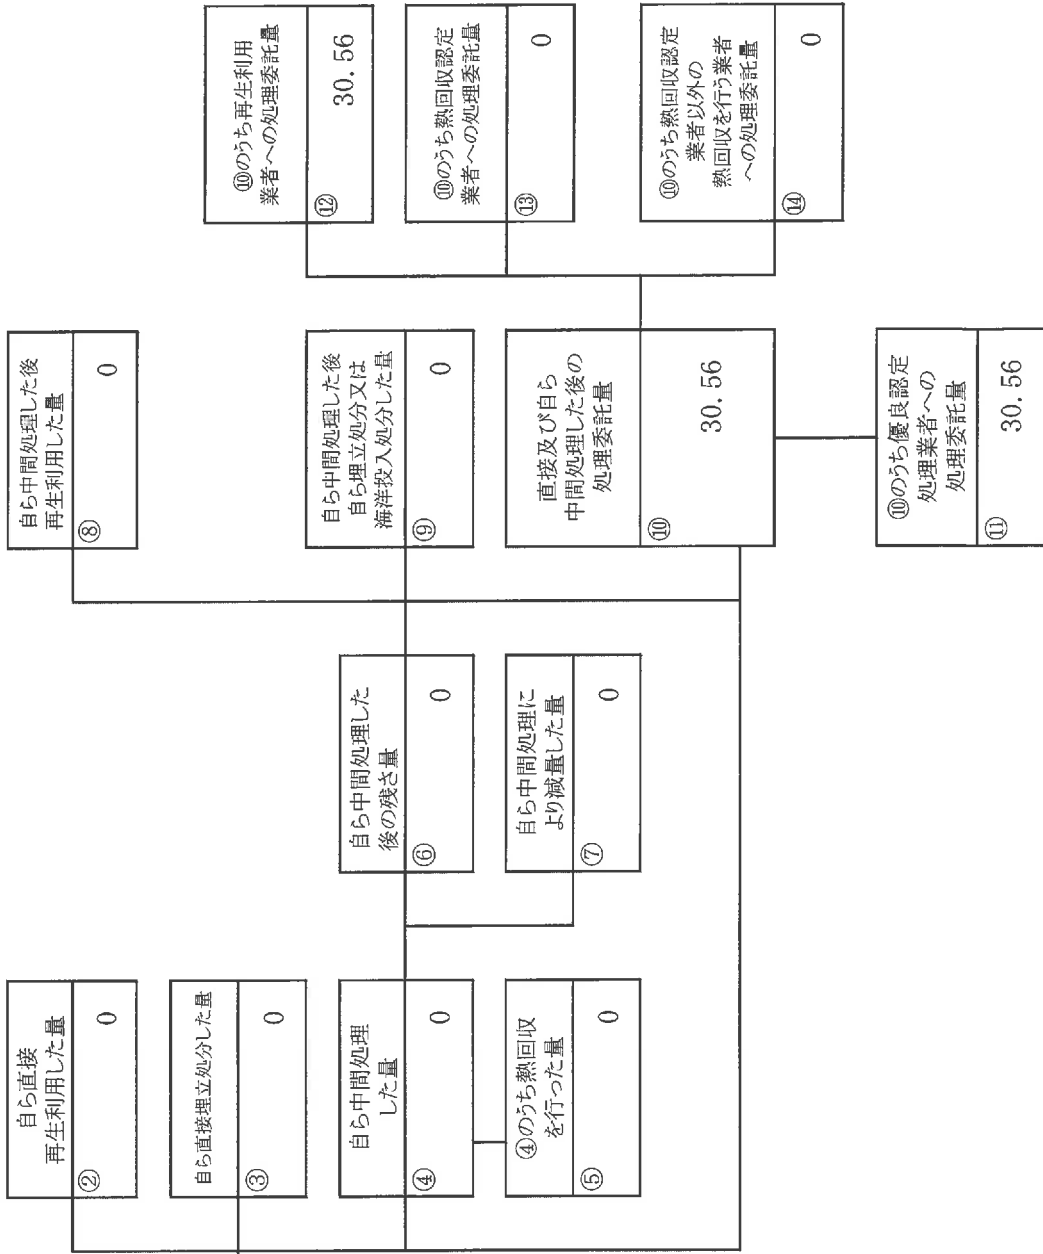 自ら直接
再生利用した量
②
0
自ら直接埋立処分した量
③
0
自ら中間処理
した量
④
0
④のうち熱回収
を行った量
⑤
0
自ら中間処理した
後の残さ量
⑥
0
自ら中間処理に
より減量した量
⑦
0
自ら中間処理した後
再生利用した量
⑧
0
自ら中間処理した後
自ら埋立処分又は
海洋投入処分した量
⑨
0
直接及び自ら
中間処理した後の
処理委託量
⑩
30.56
⑩のうち優良認定
処理業者への
処理委託量
⑪
30.56
⑩のうち再生利用
業者への処理委託量
⑫
30.56
⑩のうち熱回収認定
業者への処理委託量
⑬
0
⑩のうち熱回収認定
業者以外の
熱回収を行う業者
への処理委託量
⑭
0